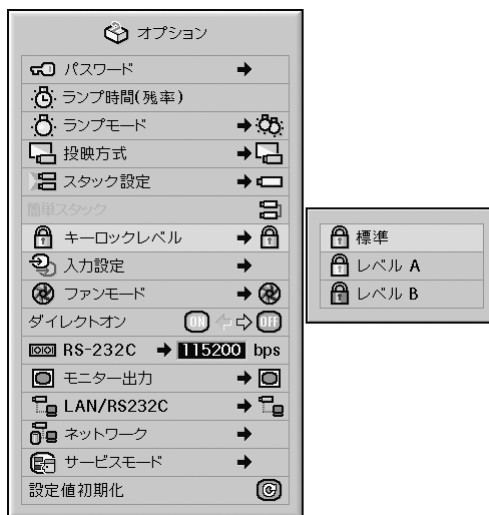 オプション
パスワード
ランプ時間(残率)
ランプモード
投映方式
スタック設定
簡単スタック
キーロックレベル
入力設定
ファンモード
ダイレクトオン ON OFF
RS-232C 115200 bps
モニター出力
LAN/RS232C
ネットワーク
サービスモード
設定値初期化
標準
レベル A
レベル B